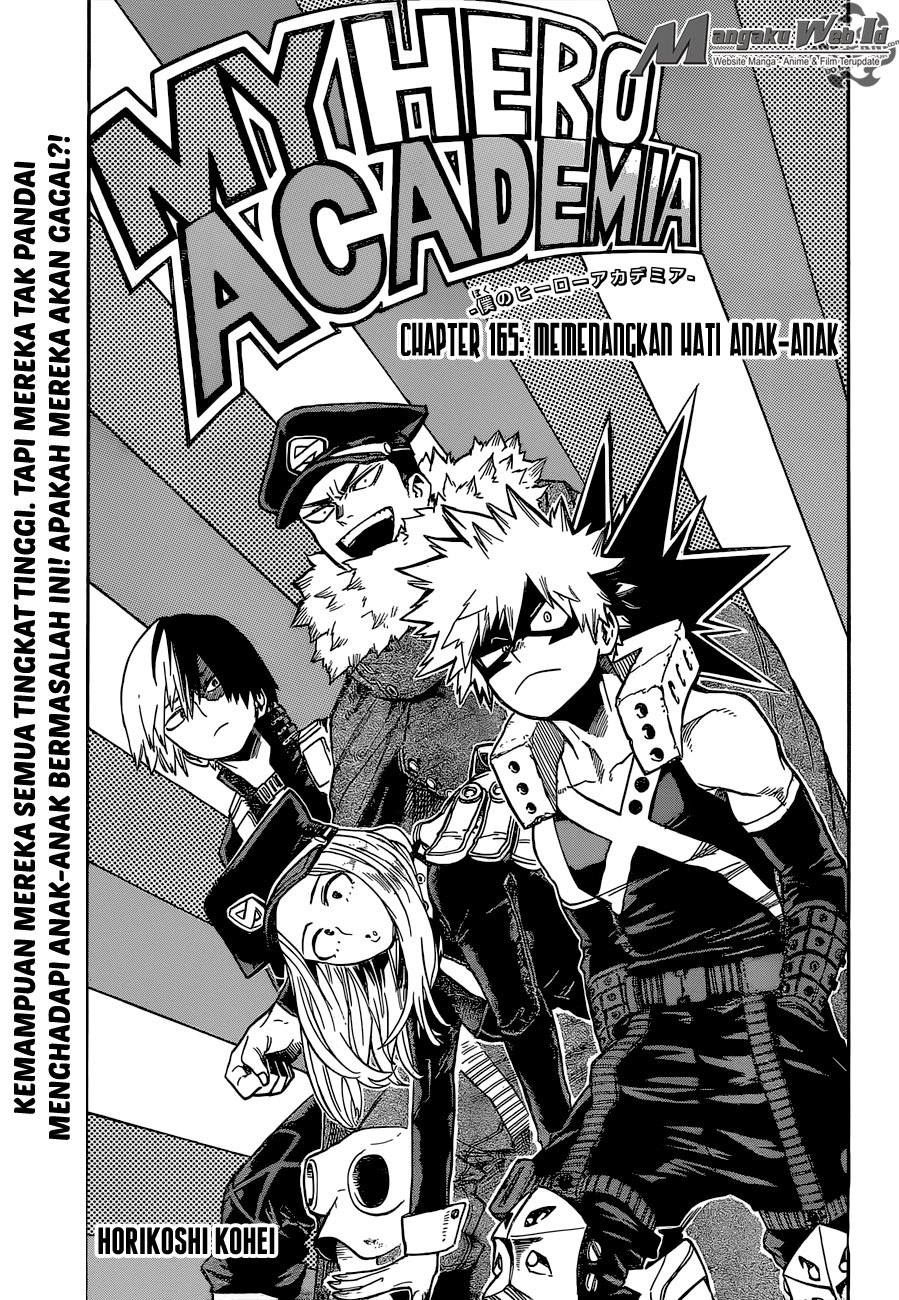 Mangaku Web.Id
Website Manga - Anime & Film Terupdate
MY HERO
ACADEMIA
-僕のヒーローアカデミア-
CHAPTER 165: MEMENANGKAN HATI ANAK-ANAK
KEMAMPUAN MEREKA SEMUA TINGKAT TINGGI. TAPI MEREKA TAK PANDAI
MENGHADAPI ANAK-ANAK BERMASALAH INI! APAKAH MEREKA AKAN GAGAL?!
HORIKOSHI KOHEI